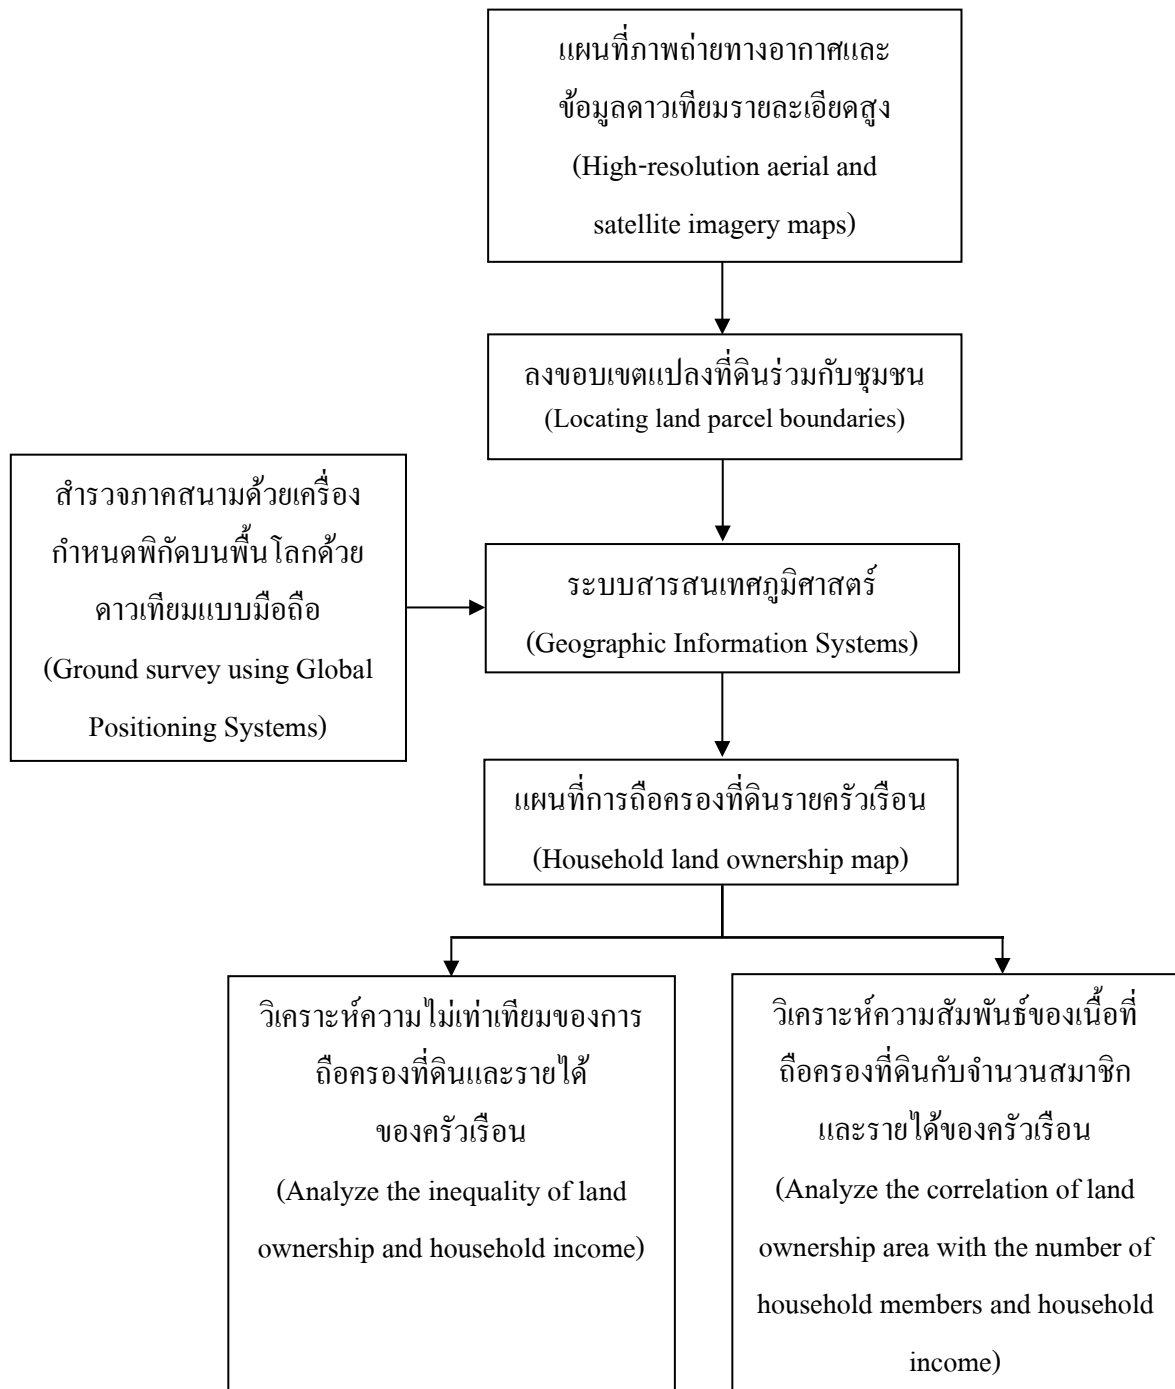 แผนที่ภาพถ่ายทางอากาศและ
ข้อมูลดาวเทียมรายละเอียดสูง
(High-resolution aerial and
satellite imagery maps)
ลงขอบเขตแปลงที่ดินร่วมกับชุมชน
(Locating land parcel boundaries)
สำรวจภาคสนามด้วยเครื่อง
กำหนดพิกัดบนพื้นโลกด้วย
ดาวเทียมแบบมือถือ
(Ground survey using Global
Positioning Systems)
ระบบสารสนเทศภูมิศาสตร์
(Geographic Information Systems)
แผนที่การถือครองที่ดินรายครัวเรือน
(Household land ownership map)
วิเคราะห์ความไม่เท่าเทียมของการ
ถือครองที่ดินและรายได้
ของครัวเรือน
(Analyze the inequality of land
ownership and household income)
วิเคราะห์ความสัมพันธ์ของเนื้อที่
ถือครองที่ดินกับจำนวนสมาชิก
และรายได้ของครัวเรือน
(Analyze the correlation of land
ownership area with the number of
household members and household
income)